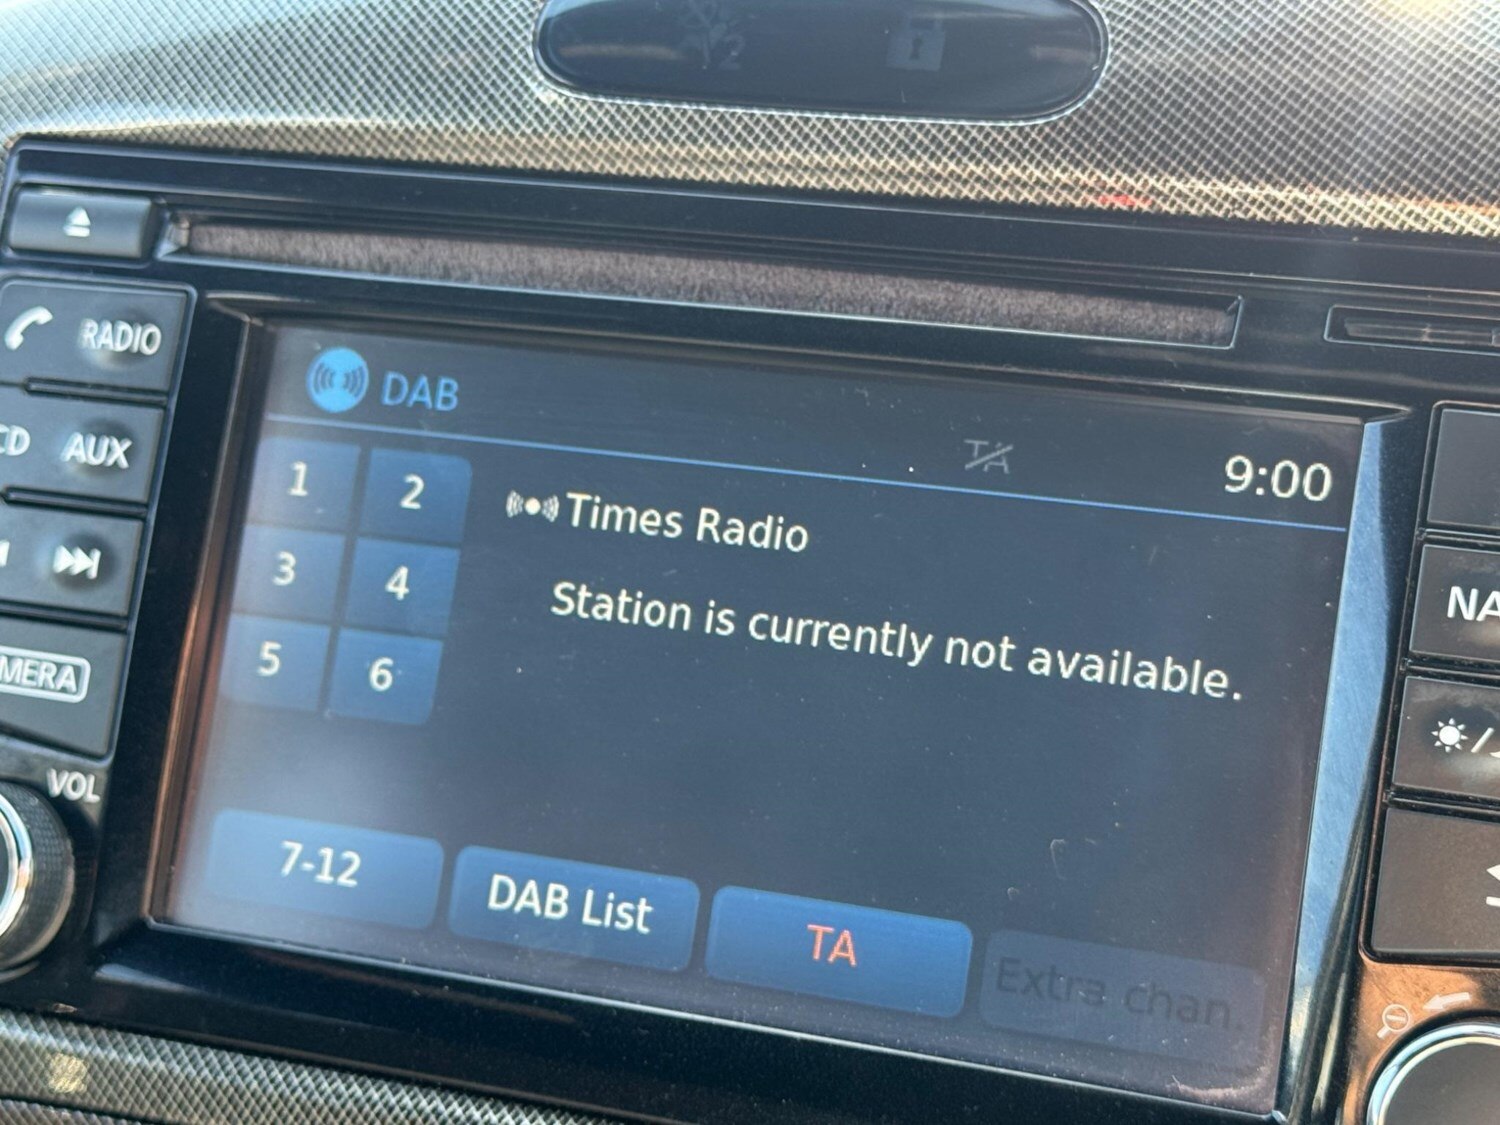 2
RADIO
CD AUX
MERA
VOL
DAB
TA
9:00
1 2
3 4
5 6
Times Radio
Station is currently not available.
7-12
DAB List
TA
Extra chan.
NA